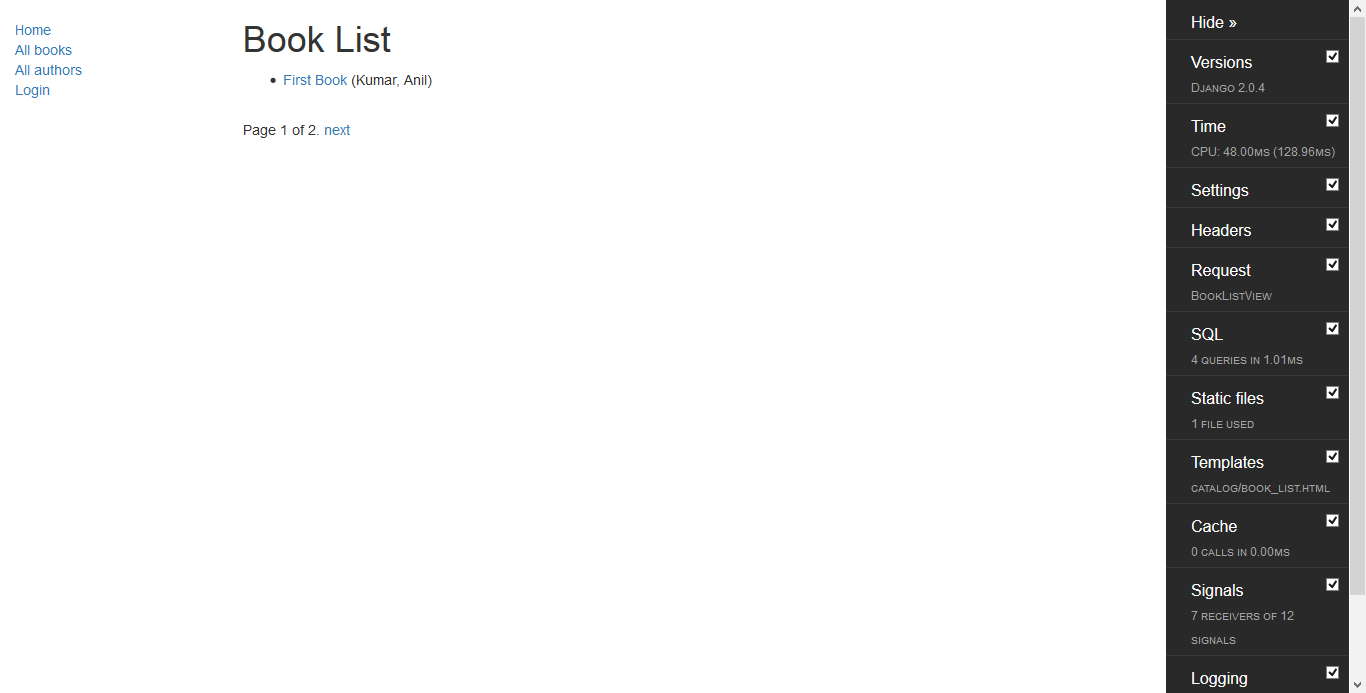 Home
All books
All authors
Login
Book List
• First Book (Kumar, Anil)
Page 1 of 2. next
Hide »
Versions
Django 2.0.4
Time
CPU: 48.00ms (128.96ms)
Settings
Headers
Request
BookListView
SQL
4 queries in 1.01ms
Static files
1 file used
Templates
catalog/book_list.html
Cache
0 calls in 0.00ms
Signals
7 receivers of 12
signals
Logging